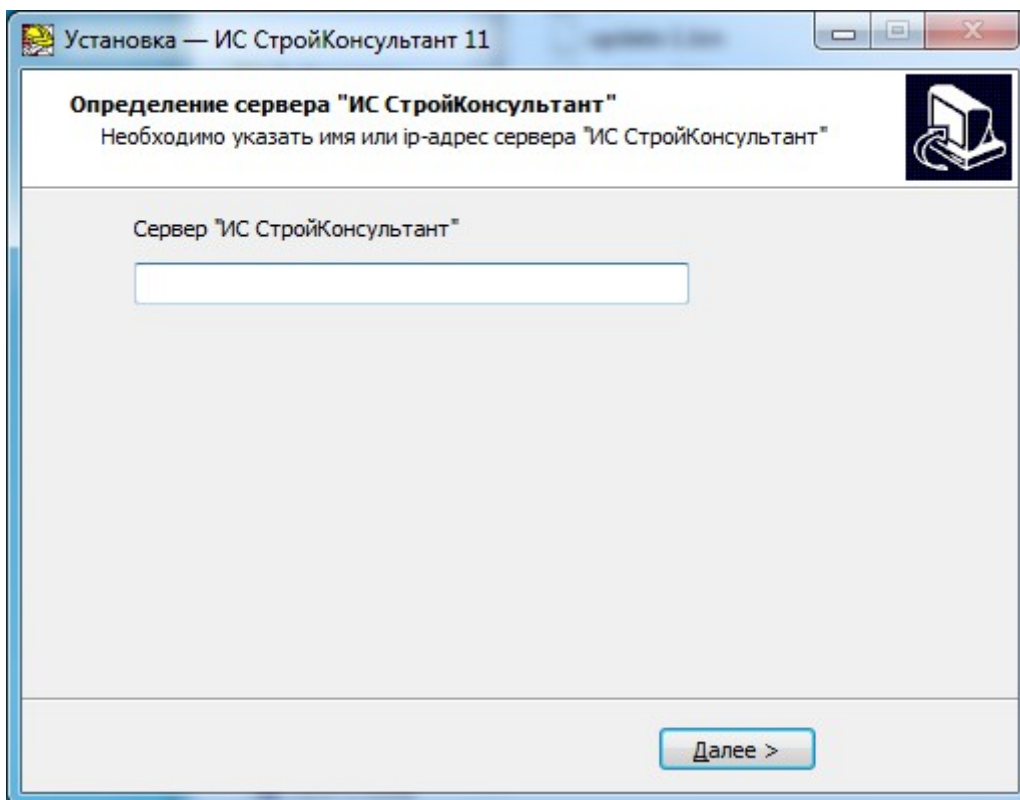 Установка — ИС СтройКонсультант 11
Определение сервера "ИС СтройКонсультант"
Необходимо указать имя или ip-адрес сервера "ИС СтройКонсультант"
Сервер "ИС СтройКонсультант"
Далее >